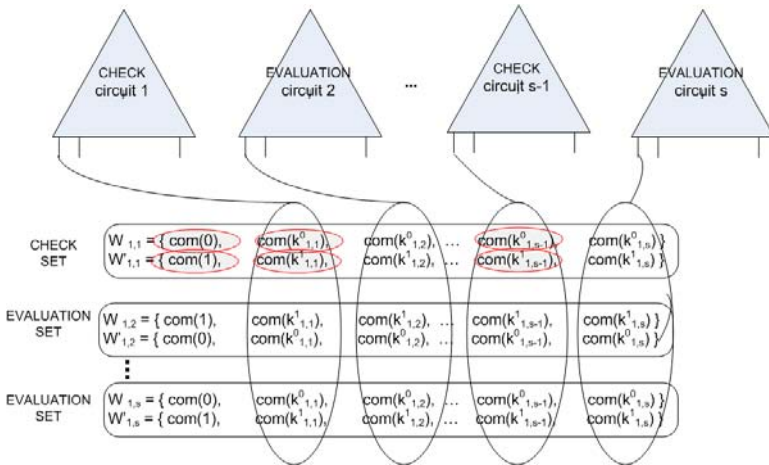 CHECK
circuit 1
EVALUATION
circuit 2
...
CHECK
circuit s-1
EVALUATION
circuit s
CHECK
SET
W 1,1 = { com(0), com(k⁰1,1), com(k⁰1,2), … com(k⁰1,s-1), com(k⁰1,s) }
W'1,1 = { com(1), com(k¹1,1), com(k¹1,2), … com(k¹1,s-1), com(k¹1,s) }
EVALUATION
SET
W 1,2 = { com(1), com(k¹1,1), com(k¹1,2), … com(k¹1,s-1), com(k¹1,s) }
W'1,2 = { com(0), com(k⁰1,1), com(k⁰1,2), … com(k⁰1,s-1), com(k⁰1,s) }
EVALUATION
SET
W 1,s = { com(0), com(k⁰1,1), com(k⁰1,2), … com(k⁰1,s-1), com(k⁰1,s) }
W'1,s = { com(1), com(k¹1,1), com(k¹1,2), … com(k¹1,s-1), com(k¹1,s) }